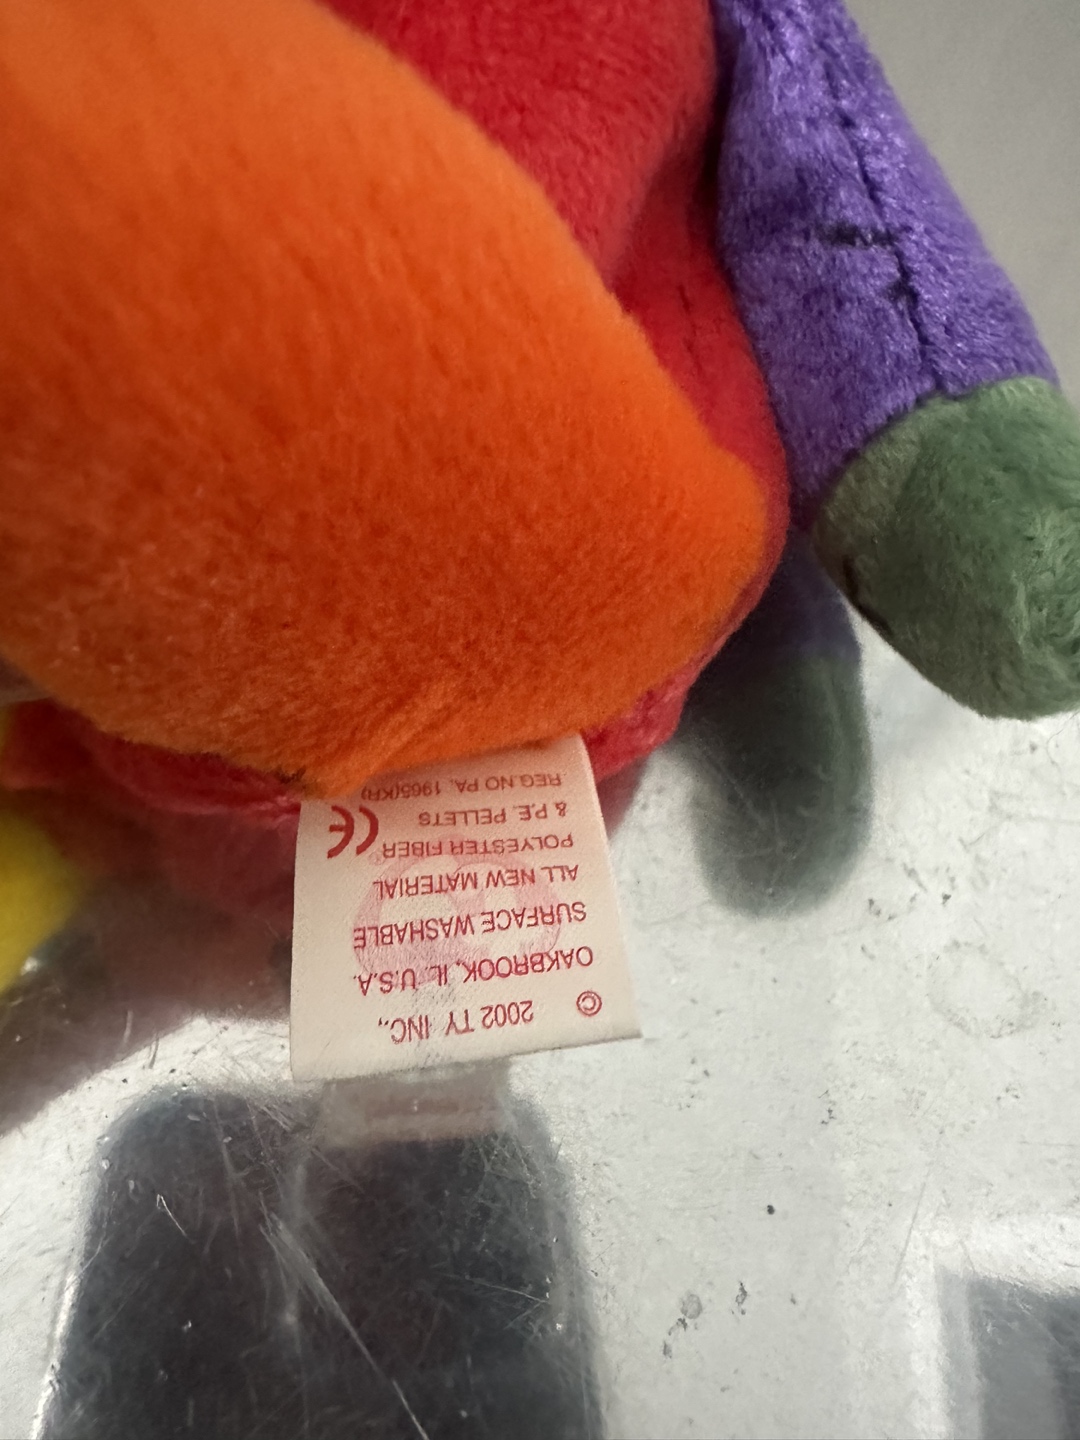 © 2002 TY INC.,
OAKBROOK, IL. U.S.A.
SURFACE WASHABLE
ALL NEW MATERIAL
POLYESTER FIBER
& P.E. PELLETS CE
REG.NO PA. 1965(KR)